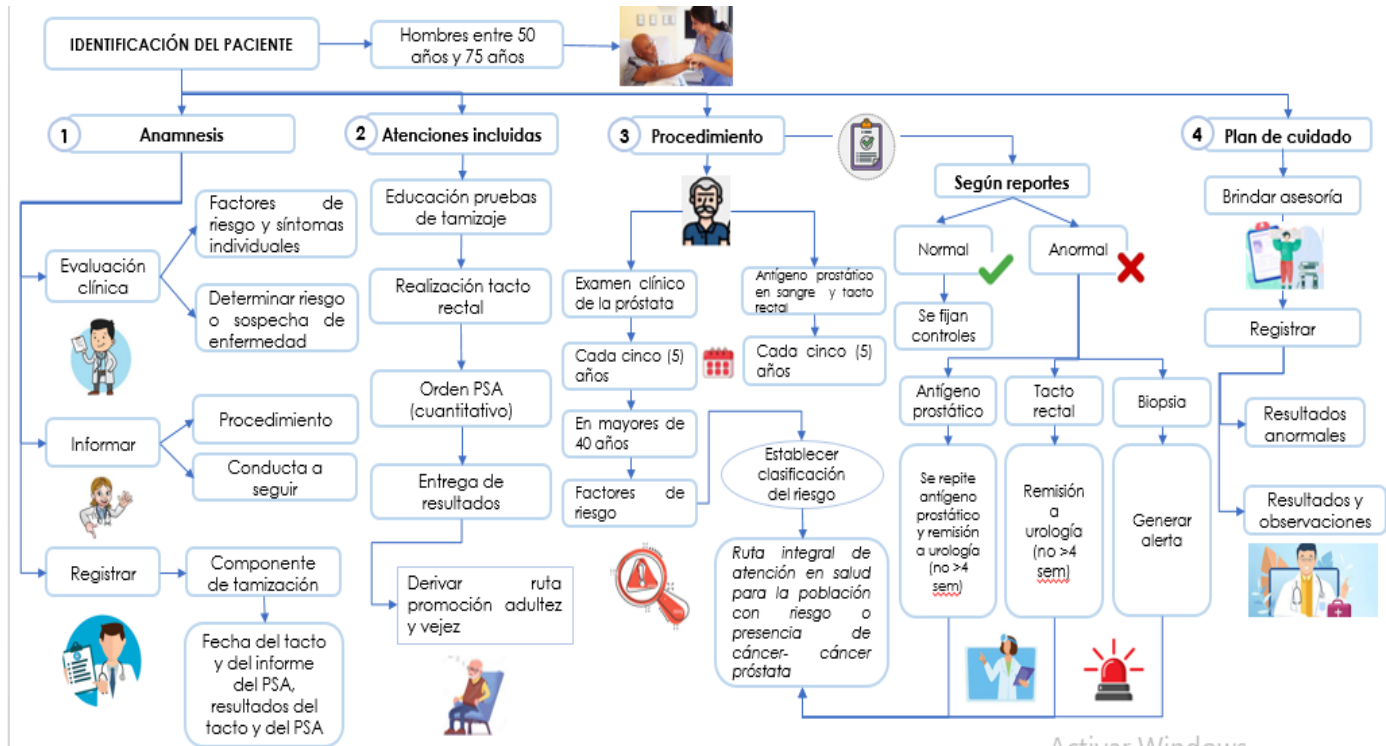 IDENTIFICACIÓN DEL PACIENTE
Hombres entre 50
años y 75 años
1
Anamnesis
Evaluación
clínica
Factores de
riesgo y síntomas
individuales
Determinar riesgo
o sospecha de
enfermedad
Informar
Procedimiento
Conducta a
seguir
Registrar
Componente
de tamización
Fecha del tacto
y del informe
del PSA,
resultados del
tacto y del PSA
2
Atenciones incluidas
Educación pruebas
de tamizaje
Realización tacto
rectal
Orden PSA
(cuantitativo)
Entrega de
resultados
Derivar ruta
promoción adultez
y vejez
3
Procedimiento
Examen clínico
de la próstata
Cada cinco (5)
años
En mayores de
40 años
Factores de
riesgo
Antígeno prostático
en sangre y tacto
rectal
Cada cinco (5)
años
Establecer
clasificación
del riesgo
Ruta integral de
atención en salud
para la población
con riesgo o
presencia de
cáncer- cáncer
próstata
Según reportes
Normal
Se fijan
controles
Anormal
Antígeno
prostático
Se repite
antígeno
prostático
y remisión
a urología
(no >4
sem)
Tacto
rectal
Remisión
a
urología
(no >4
sem)
Biopsia
Generar
alerta
4
Plan de cuidado
Brindar asesoría
Registrar
Resultados
anormales
Resultados y
observaciones
Activar Windows